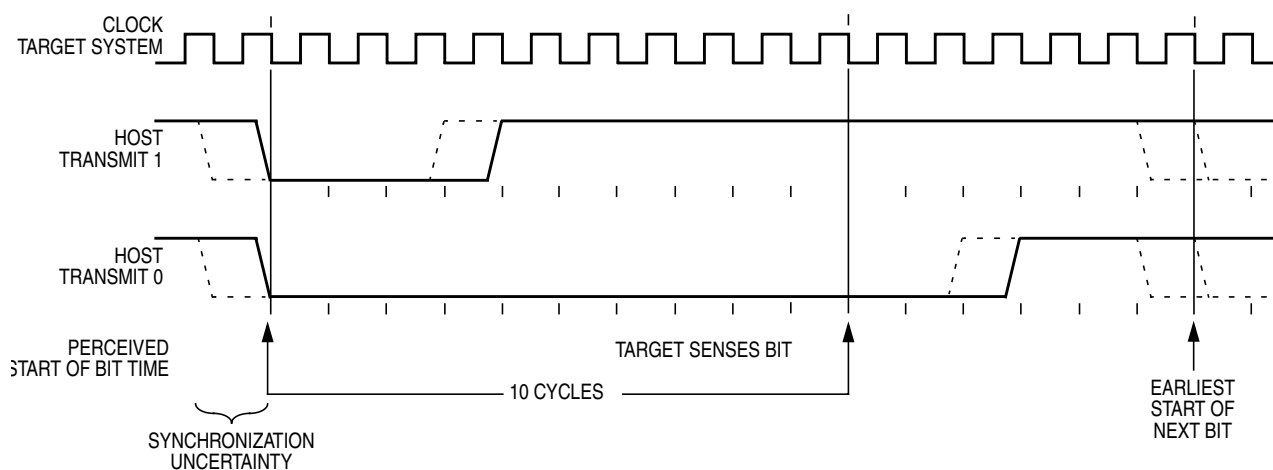 CLOCK
TARGET SYSTEM
HOST
TRANSMIT 1
HOST
TRANSMIT 0
PERCEIVED
START OF BIT TIME
TARGET SENSES BIT
10 CYCLES
SYNCHRONIZATION
UNCERTAINTY
EARLIEST
START OF
NEXT BIT